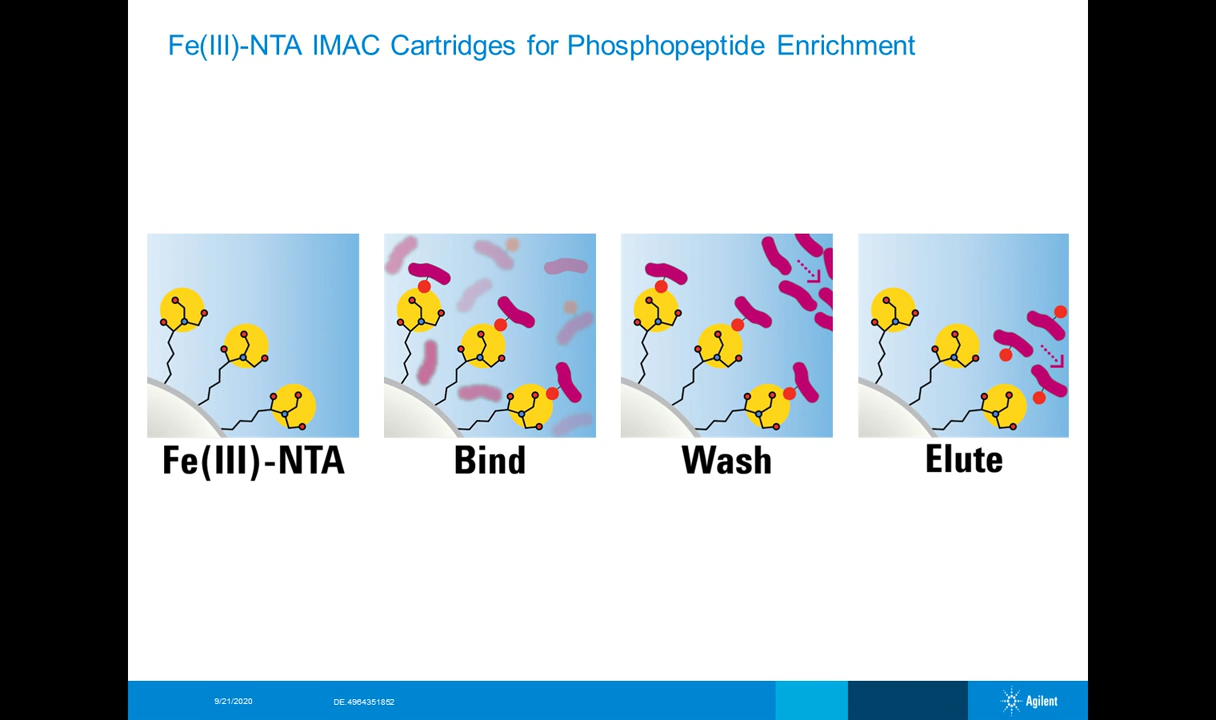 Fe(III)-NTA IMAC Cartridges for Phosphopeptide Enrichment
Fe(III)-NTA
Bind
Wash
Elute
9/21/2020
DE.4964351852
Agilent